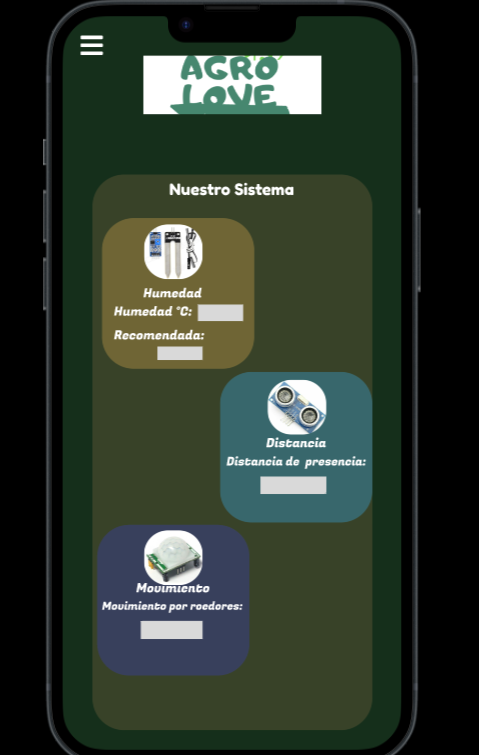 AGRO
LOVE
Nuestro Sistema
Humedad
Humedad °C:
Recomendada:
Distancia
Distancia de presencia:
Movimiento
Movimiento por roedores: